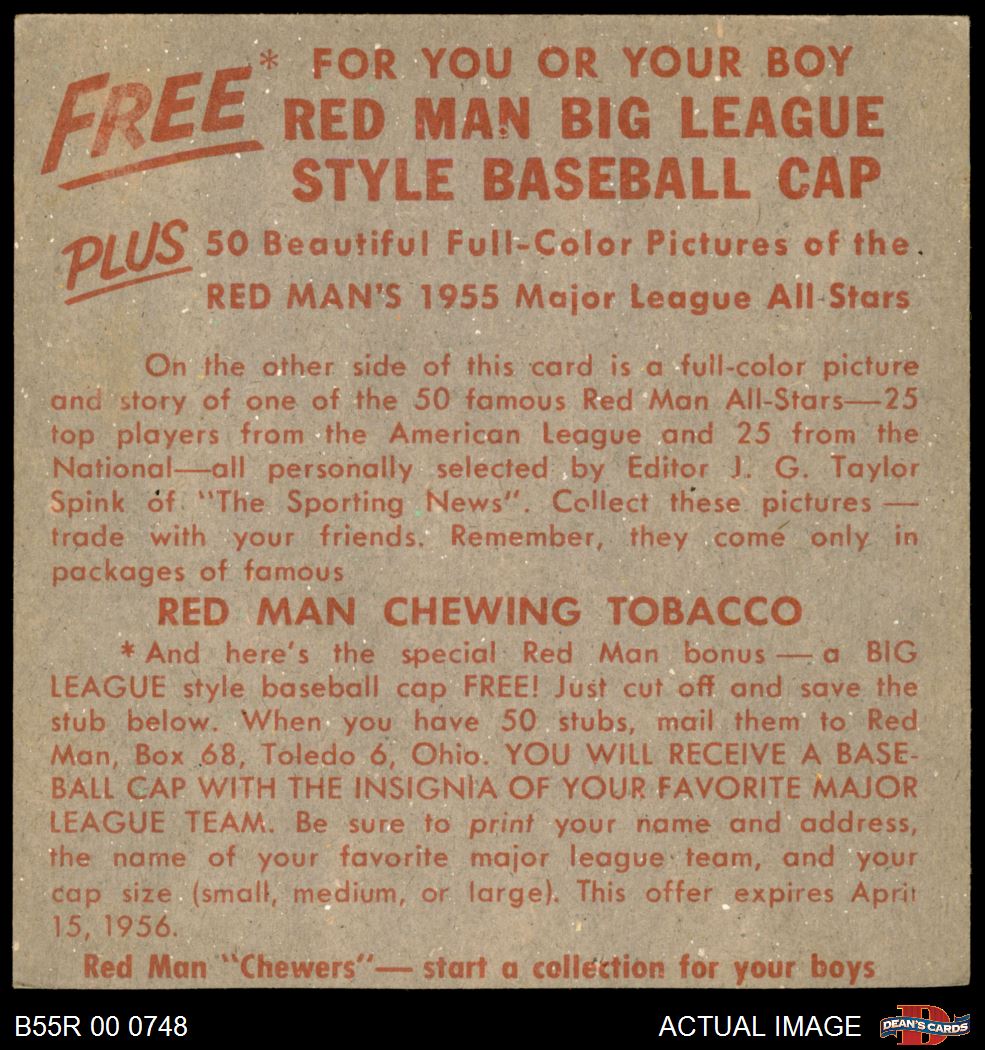 FREE* FOR YOU OR YOUR BOY
RED MAN BIG LEAGUE
STYLE BASEBALL CAP
PLUS 50 Beautiful Full-Color Pictures of the
RED MAN'S 1955 Major League All Stars
On the other side of this card is a full-color picture
and story of one of the 50 famous Red Man All-Stars—25
top players from the American League and 25 from the
National—all personally selected by Editor J. G. Taylor
Spink of "The Sporting News". Collect these pictures —
trade with your friends. Remember, they come only in
packages of famous
RED MAN CHEWING TOBACCO
* And here's the special Red Man bonus — a BIG
LEAGUE style baseball cap FREE! Just cut off and save the
stub below. When you have 50 stubs, mail them to Red
Man, Box 68, Toledo 6, Ohio. YOU WILL RECEIVE A BASE-
BALL CAP WITH THE INSIGNIA OF YOUR FAVORITE MAJOR
LEAGUE TEAM. Be sure to print your name and address,
the name of your favorite major league team, and your
cap size (small, medium, or large). This offer expires April
15, 1956.
Red Man "Chewers"— start a collection for your boys
B55R 00 0748 ACTUAL IMAGE DEAN'S CARDS